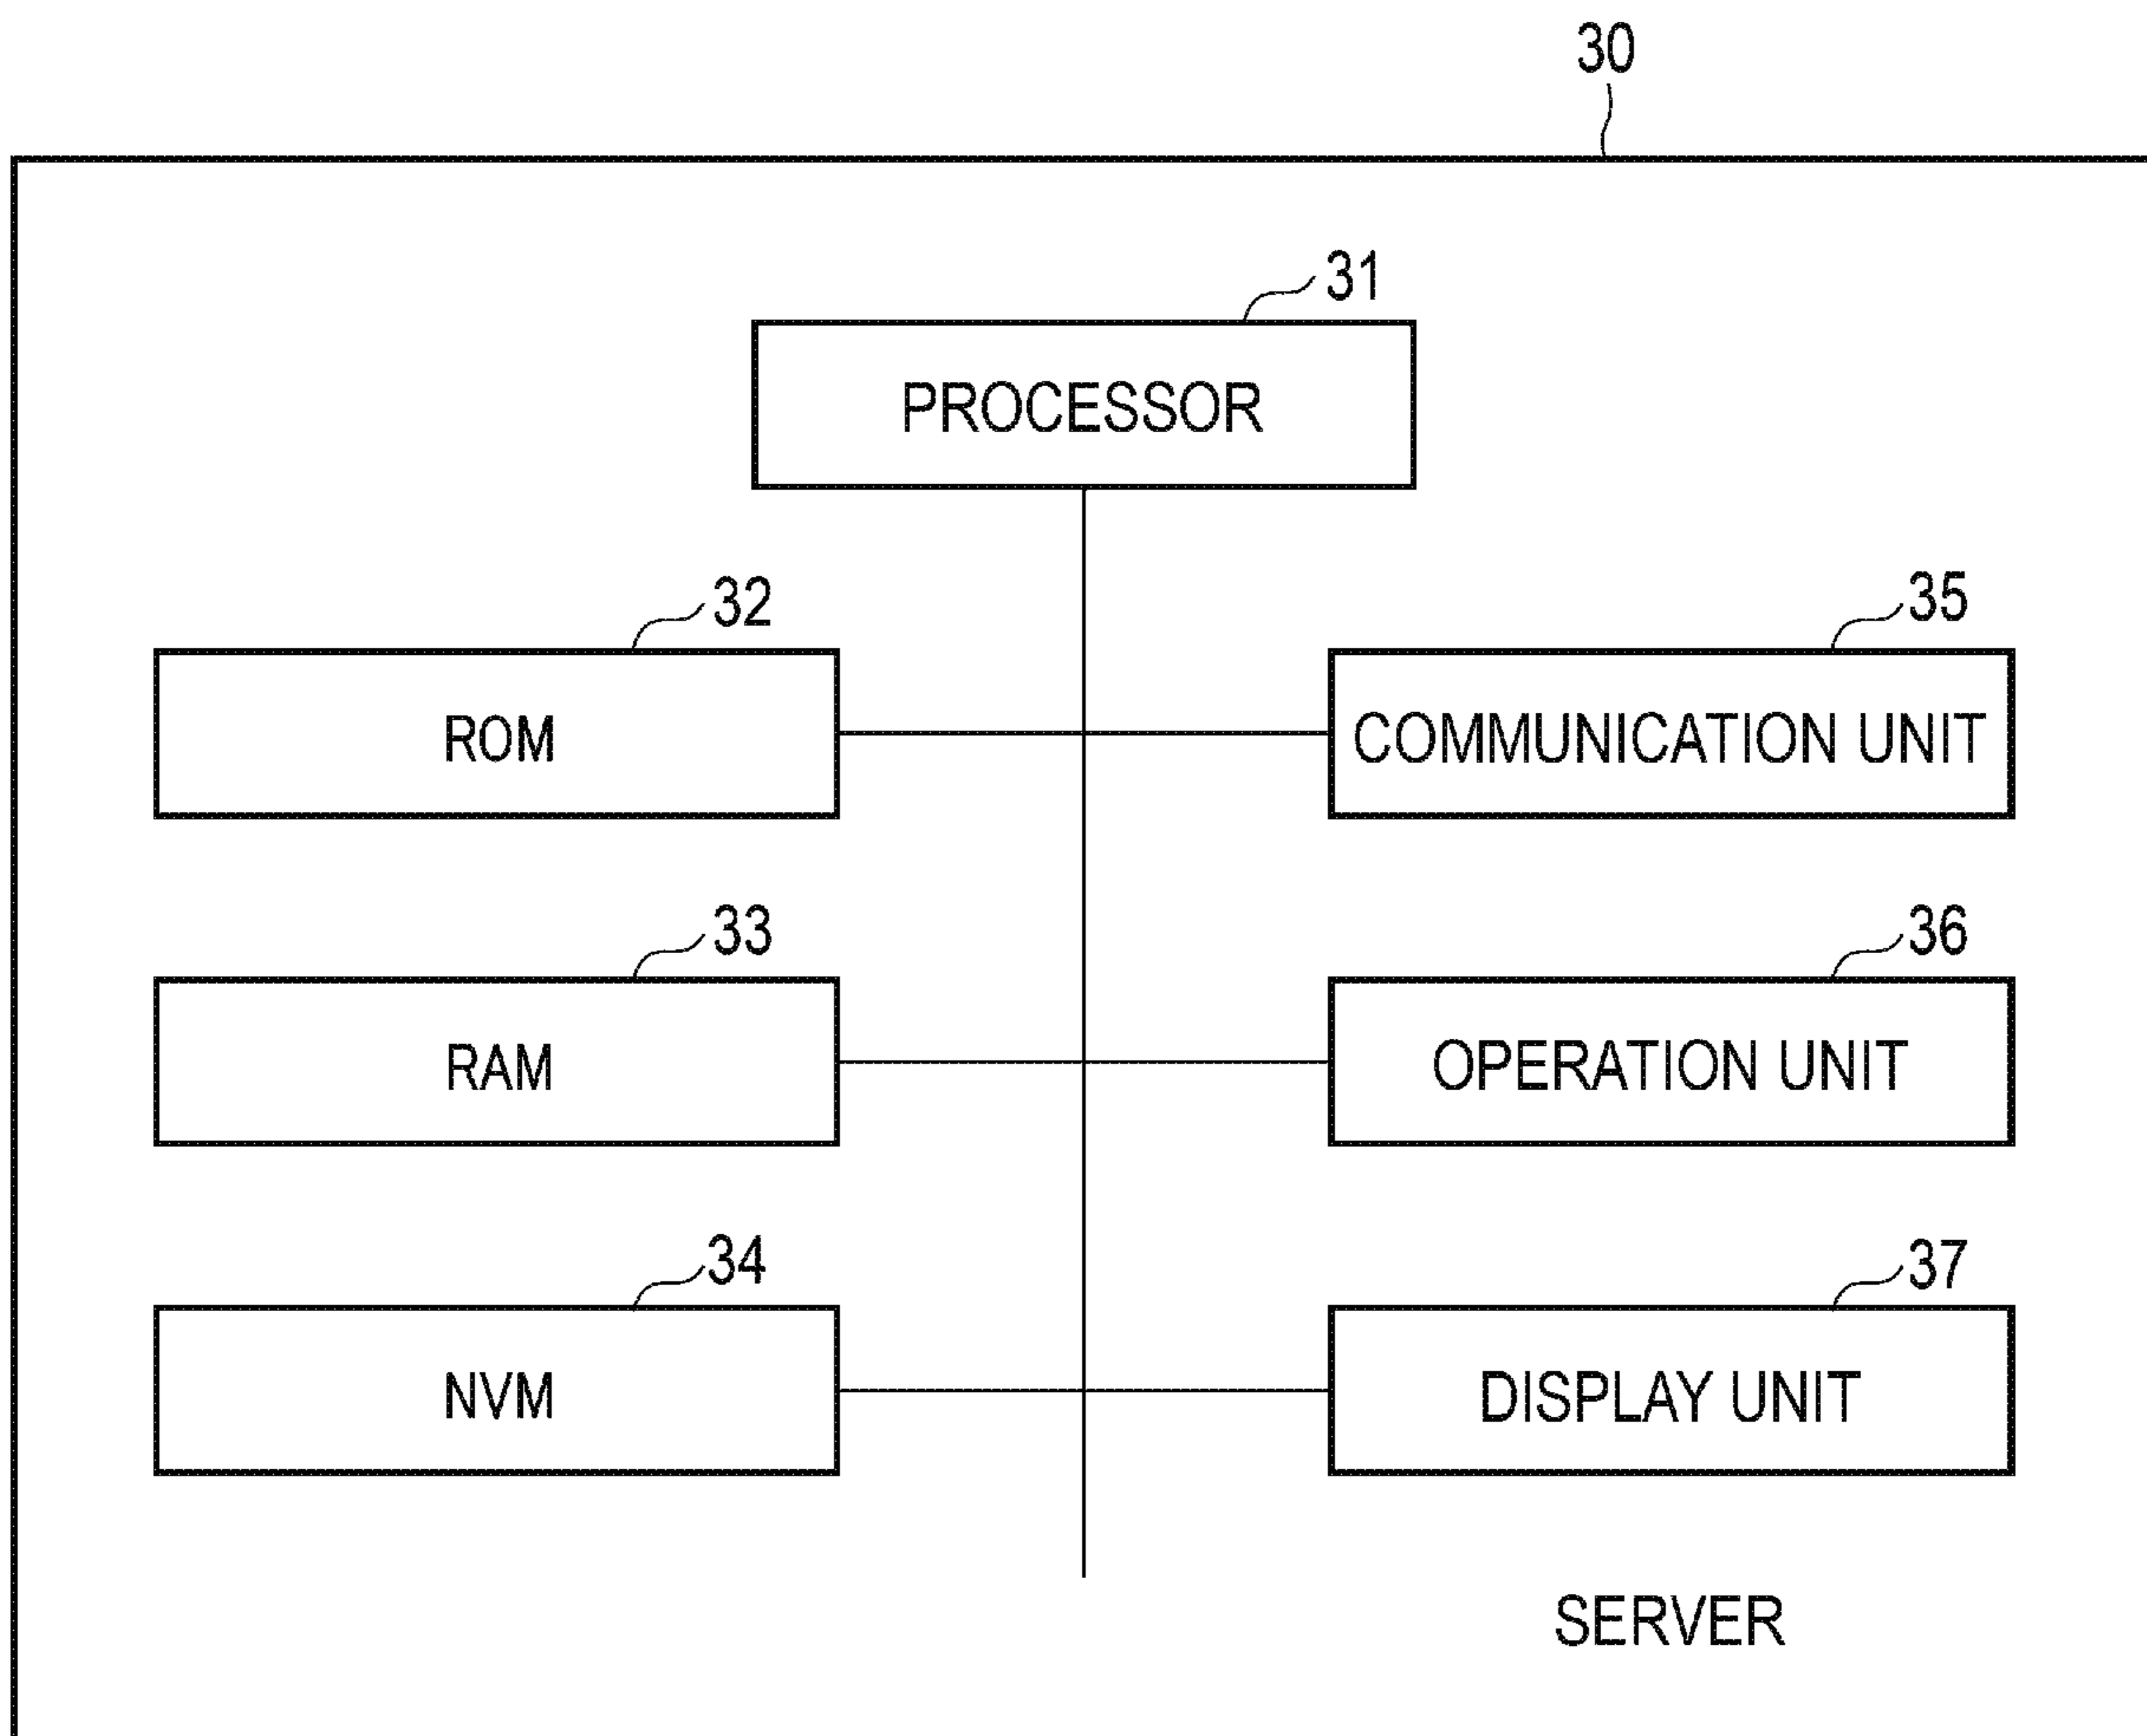 30
31
PROCESSOR
32
35
ROM
COMMUNICATION UNIT
33
36
RAM
OPERATION UNIT
34
37
NVM
DISPLAY UNIT
SERVER